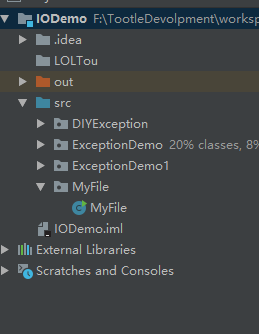 IODemo F:\TootleDevolpment\worksp
.idea
LOLTou
out
src
DIYException
ExceptionDemo 20% classes, 8%
ExceptionDemo1
MyFile
MyFile
IODemo.iml
External Libraries
Scratches and Consoles